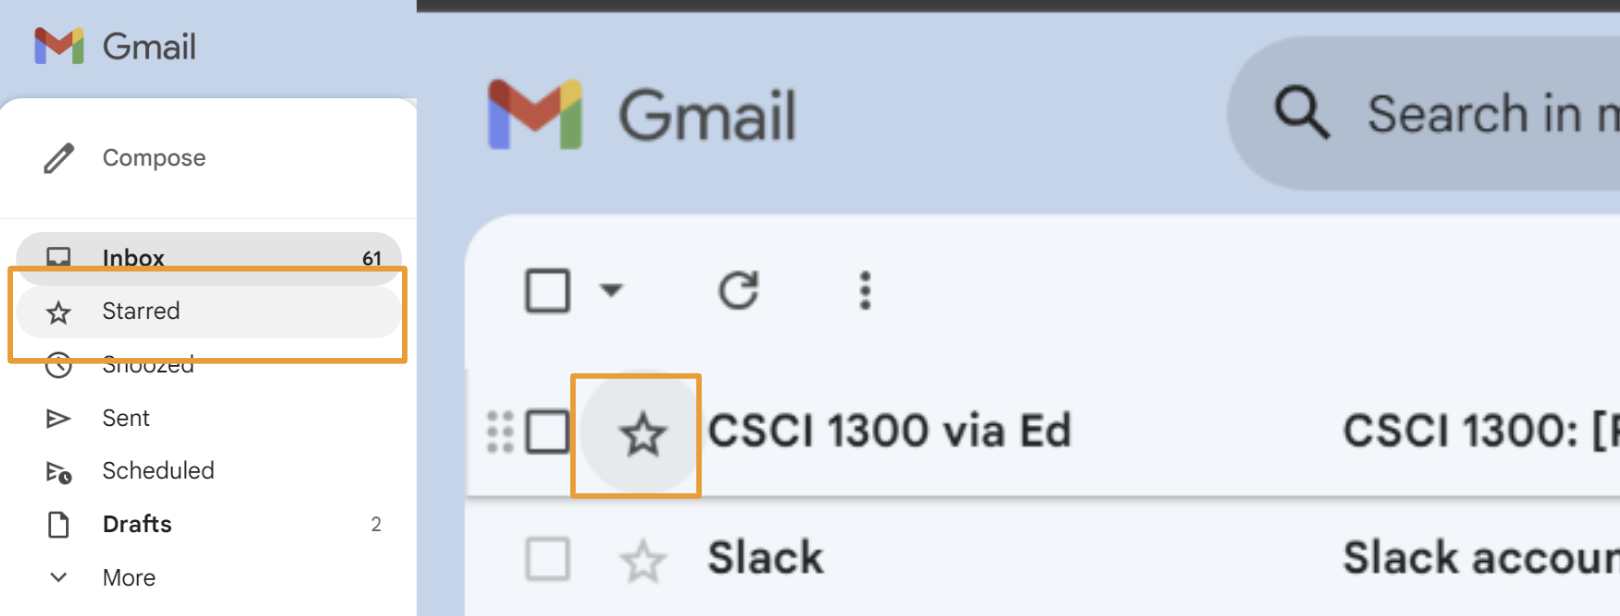 Gmail
Compose
Inbox 61
Starred
Snoozed
Sent
Scheduled
Drafts 2
More
Gmail
Search in
CSCI 1300 via Ed CSCI 1300: [
Slack Slack